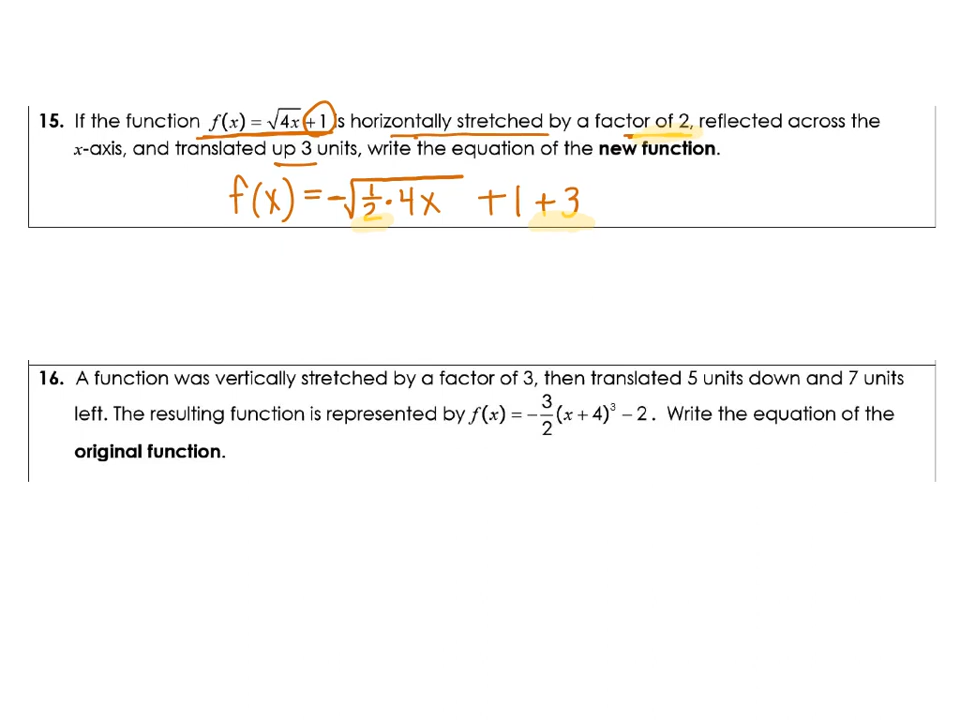 15. If the function f(x) = √4x + 1 is horizontally stretched by a factor of 2, reflected across the
x-axis, and translated up 3 units, write the equation of the new function.
f(x) = -√½·4x + 1 + 3
16. A function was vertically stretched by a factor of 3, then translated 5 units down and 7 units
left. The resulting function is represented by f(x) = -3/2(x + 4)³ - 2. Write the equation of the
original function.